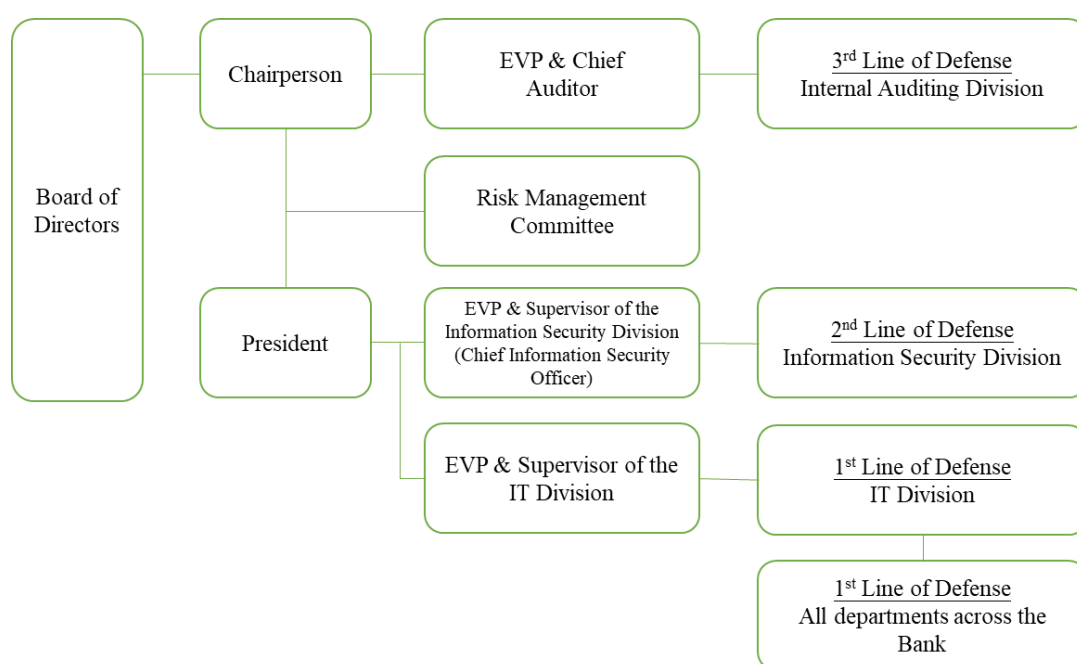 Board of
Directors
Chairperson
EVP & Chief
Auditor
3rd Line of Defense
Internal Auditing Division
Risk Management
Committee
President
EVP & Supervisor of the
Information Security Division
(Chief Information Security
Officer)
2nd Line of Defense
Information Security Division
EVP & Supervisor of the
IT Division
1st Line of Defense
IT Division
1st Line of Defense
All departments across the
Bank